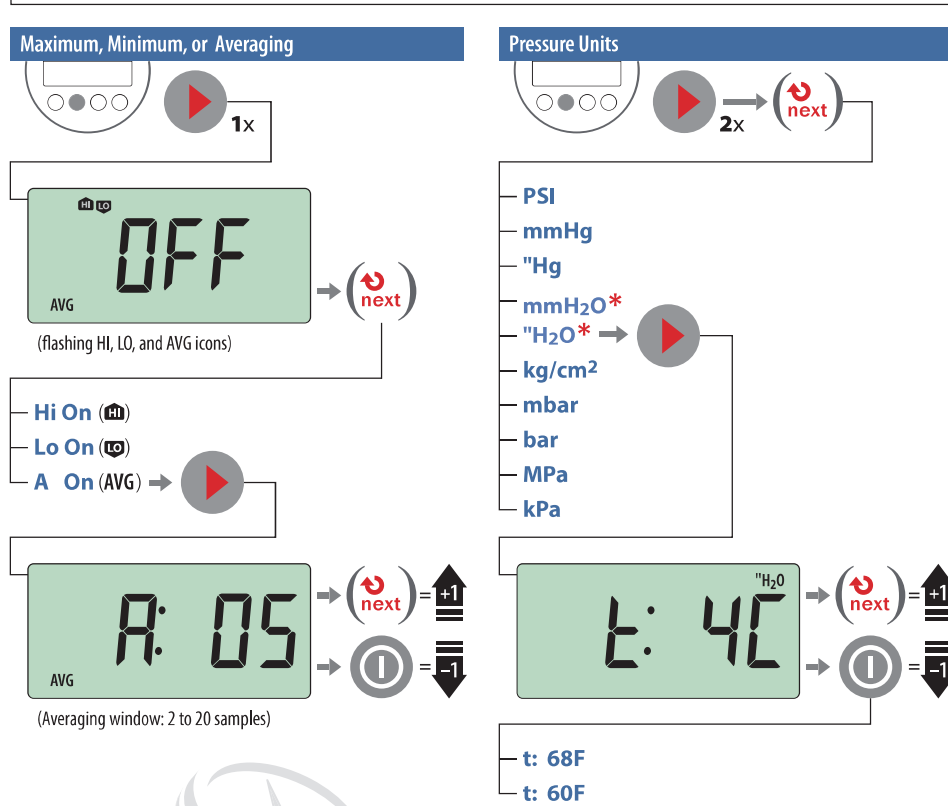 Maximum, Minimum, or Averaging
1x
HI LO
OFF
AVG
next
(flashing HI, LO, and AVG icons)
Hi On (HI)
Lo On (LO)
A On (AVG)
A: 05
AVG
next = +1
= -1
(Averaging window: 2 to 20 samples)
Pressure Units
2x
next
PSI
mmHg
"Hg
mmH2O*
"H2O*
kg/cm²
mbar
bar
MPa
kPa
"H2O
t: 4C
next = +1
= -1
t: 68F
t: 60F